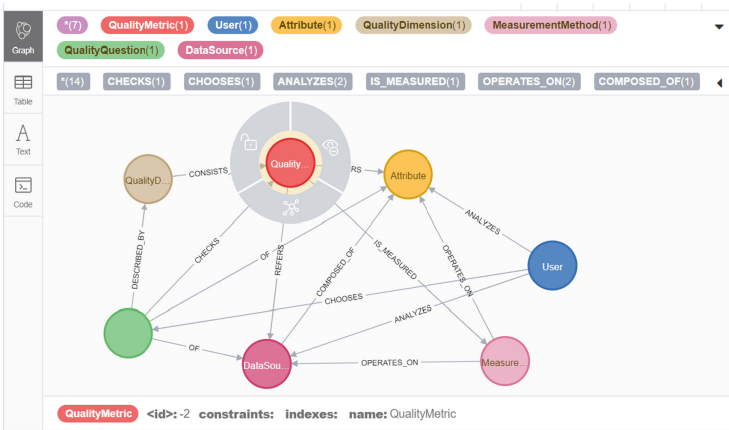 *(7) QualityMetric(1) User(1) Attribute(1) QualityDimension(1) MeasurementMethod(1)
QualityQuestion(1) DataSource(1)
*(14) CHECKS(1) CHOOSES(1) ANALYZES(2) IS_MEASURED(1) OPERATES_ON(2) COMPOSED_OF(1)
Graph
Table
Text
Code
Quality...
RS
Attribute
QualityD...
CONSISTS_
ANALYZES
DESCRIBED_BY
CHECKS
OF
REFERS
COMPOSED_OF
IS_MEASURED
OPERATES_ON
User
CHOOSES
ANALYZES
OF
DataSou...
OPERATES_ON
Measure...
QualityMetric <id>: -2 constraints: indexes: name: QualityMetric